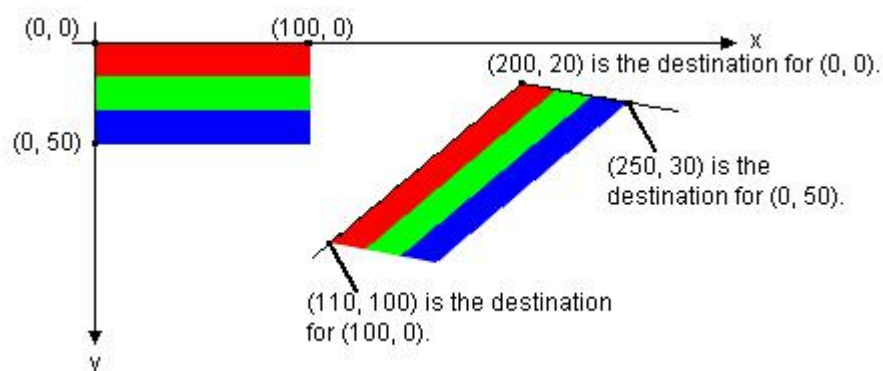 (0, 0)
(100, 0)
x
(200, 20) is the destination for (0, 0).
(0, 50)
(250, 30) is the
destination for (0, 50).
(110, 100) is the destination
for (100, 0).
y